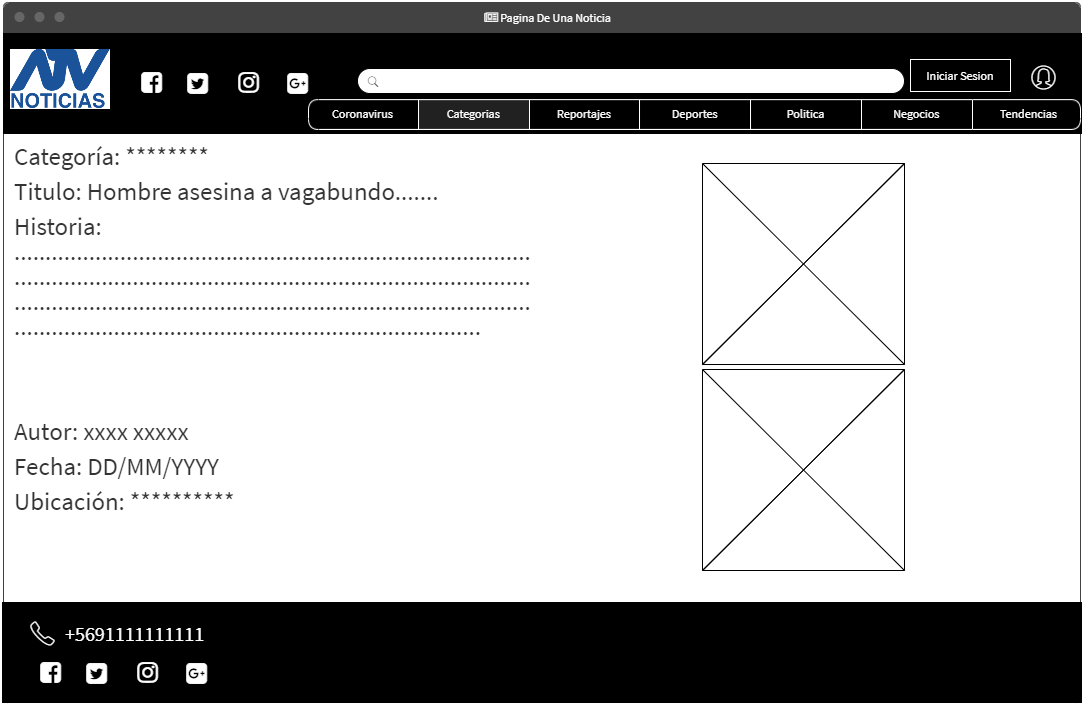 Pagina De Una Noticia
ATV
NOTICIAS
G+
Iniciar Sesion
Coronavirus Categorias Reportajes Deportes Politica Negocios Tendencias
Categoría: ********
Titulo: Hombre asesina a vagabundo.......
Historia:
...................................................................................
...................................................................................
...................................................................................
...........................................................................
Autor: xxxx xxxxx
Fecha: DD/MM/YYYY
Ubicación: **********
+5691111111111
G+